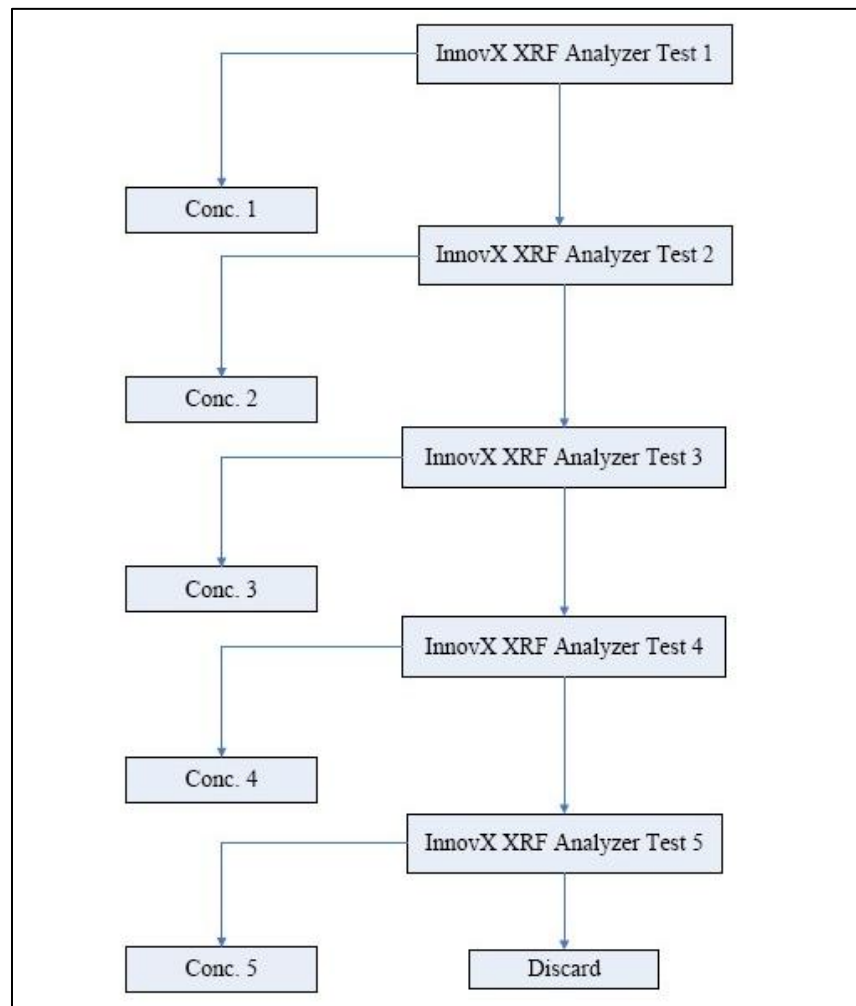 InnovX XRF Analyzer Test 1
Conc. 1
InnovX XRF Analyzer Test 2
Conc. 2
InnovX XRF Analyzer Test 3
Conc. 3
InnovX XRF Analyzer Test 4
Conc. 4
InnovX XRF Analyzer Test 5
Conc. 5
Discard